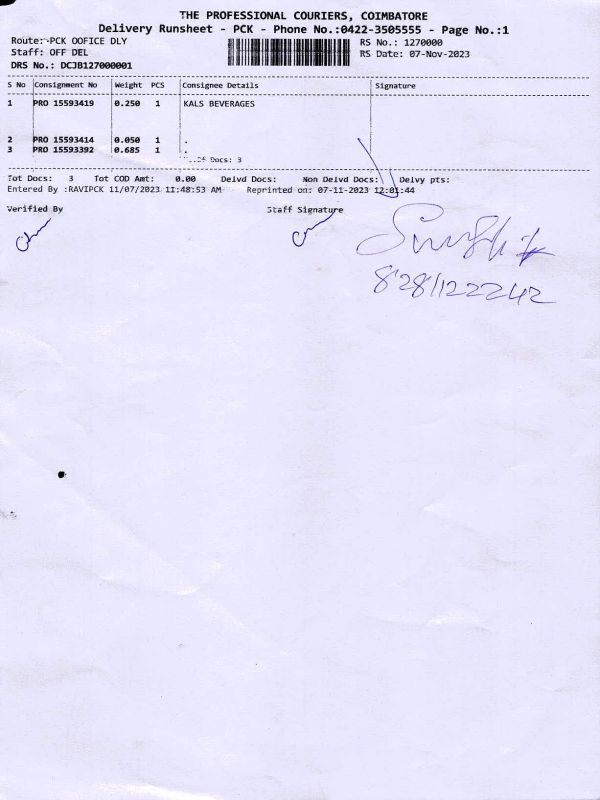 THE PROFESSIONAL COURIERS, COIMBATORE
Delivery Runsheet - PCK - Phone No.:0422-3505555 - Page No.:1
Route:-PCK OOFICE DLY
RS No.: 1270000
Staff: OFF DEL
RS Date: 07-Nov-2023
DRS No.: DCJB127000001
S No Consignment No Weight PCS Consignee Details Signature
1 PRO 15593419 0.250 1 KALS BEVERAGES
2 PRO 15593414 0.050 1 .
3 PRO 15593392 0.685 1 .
Docs: 3
Tot Docs: 3 Tot COD Amt: 0.00 Delvd Docs: Non Delvd Docs: Delvy pts:
Entered By :RAVIPCK 11/07/2023 11:48:53 AM Reprinted on: 07-11-2023 12:01:44
Verified By Staff Signature